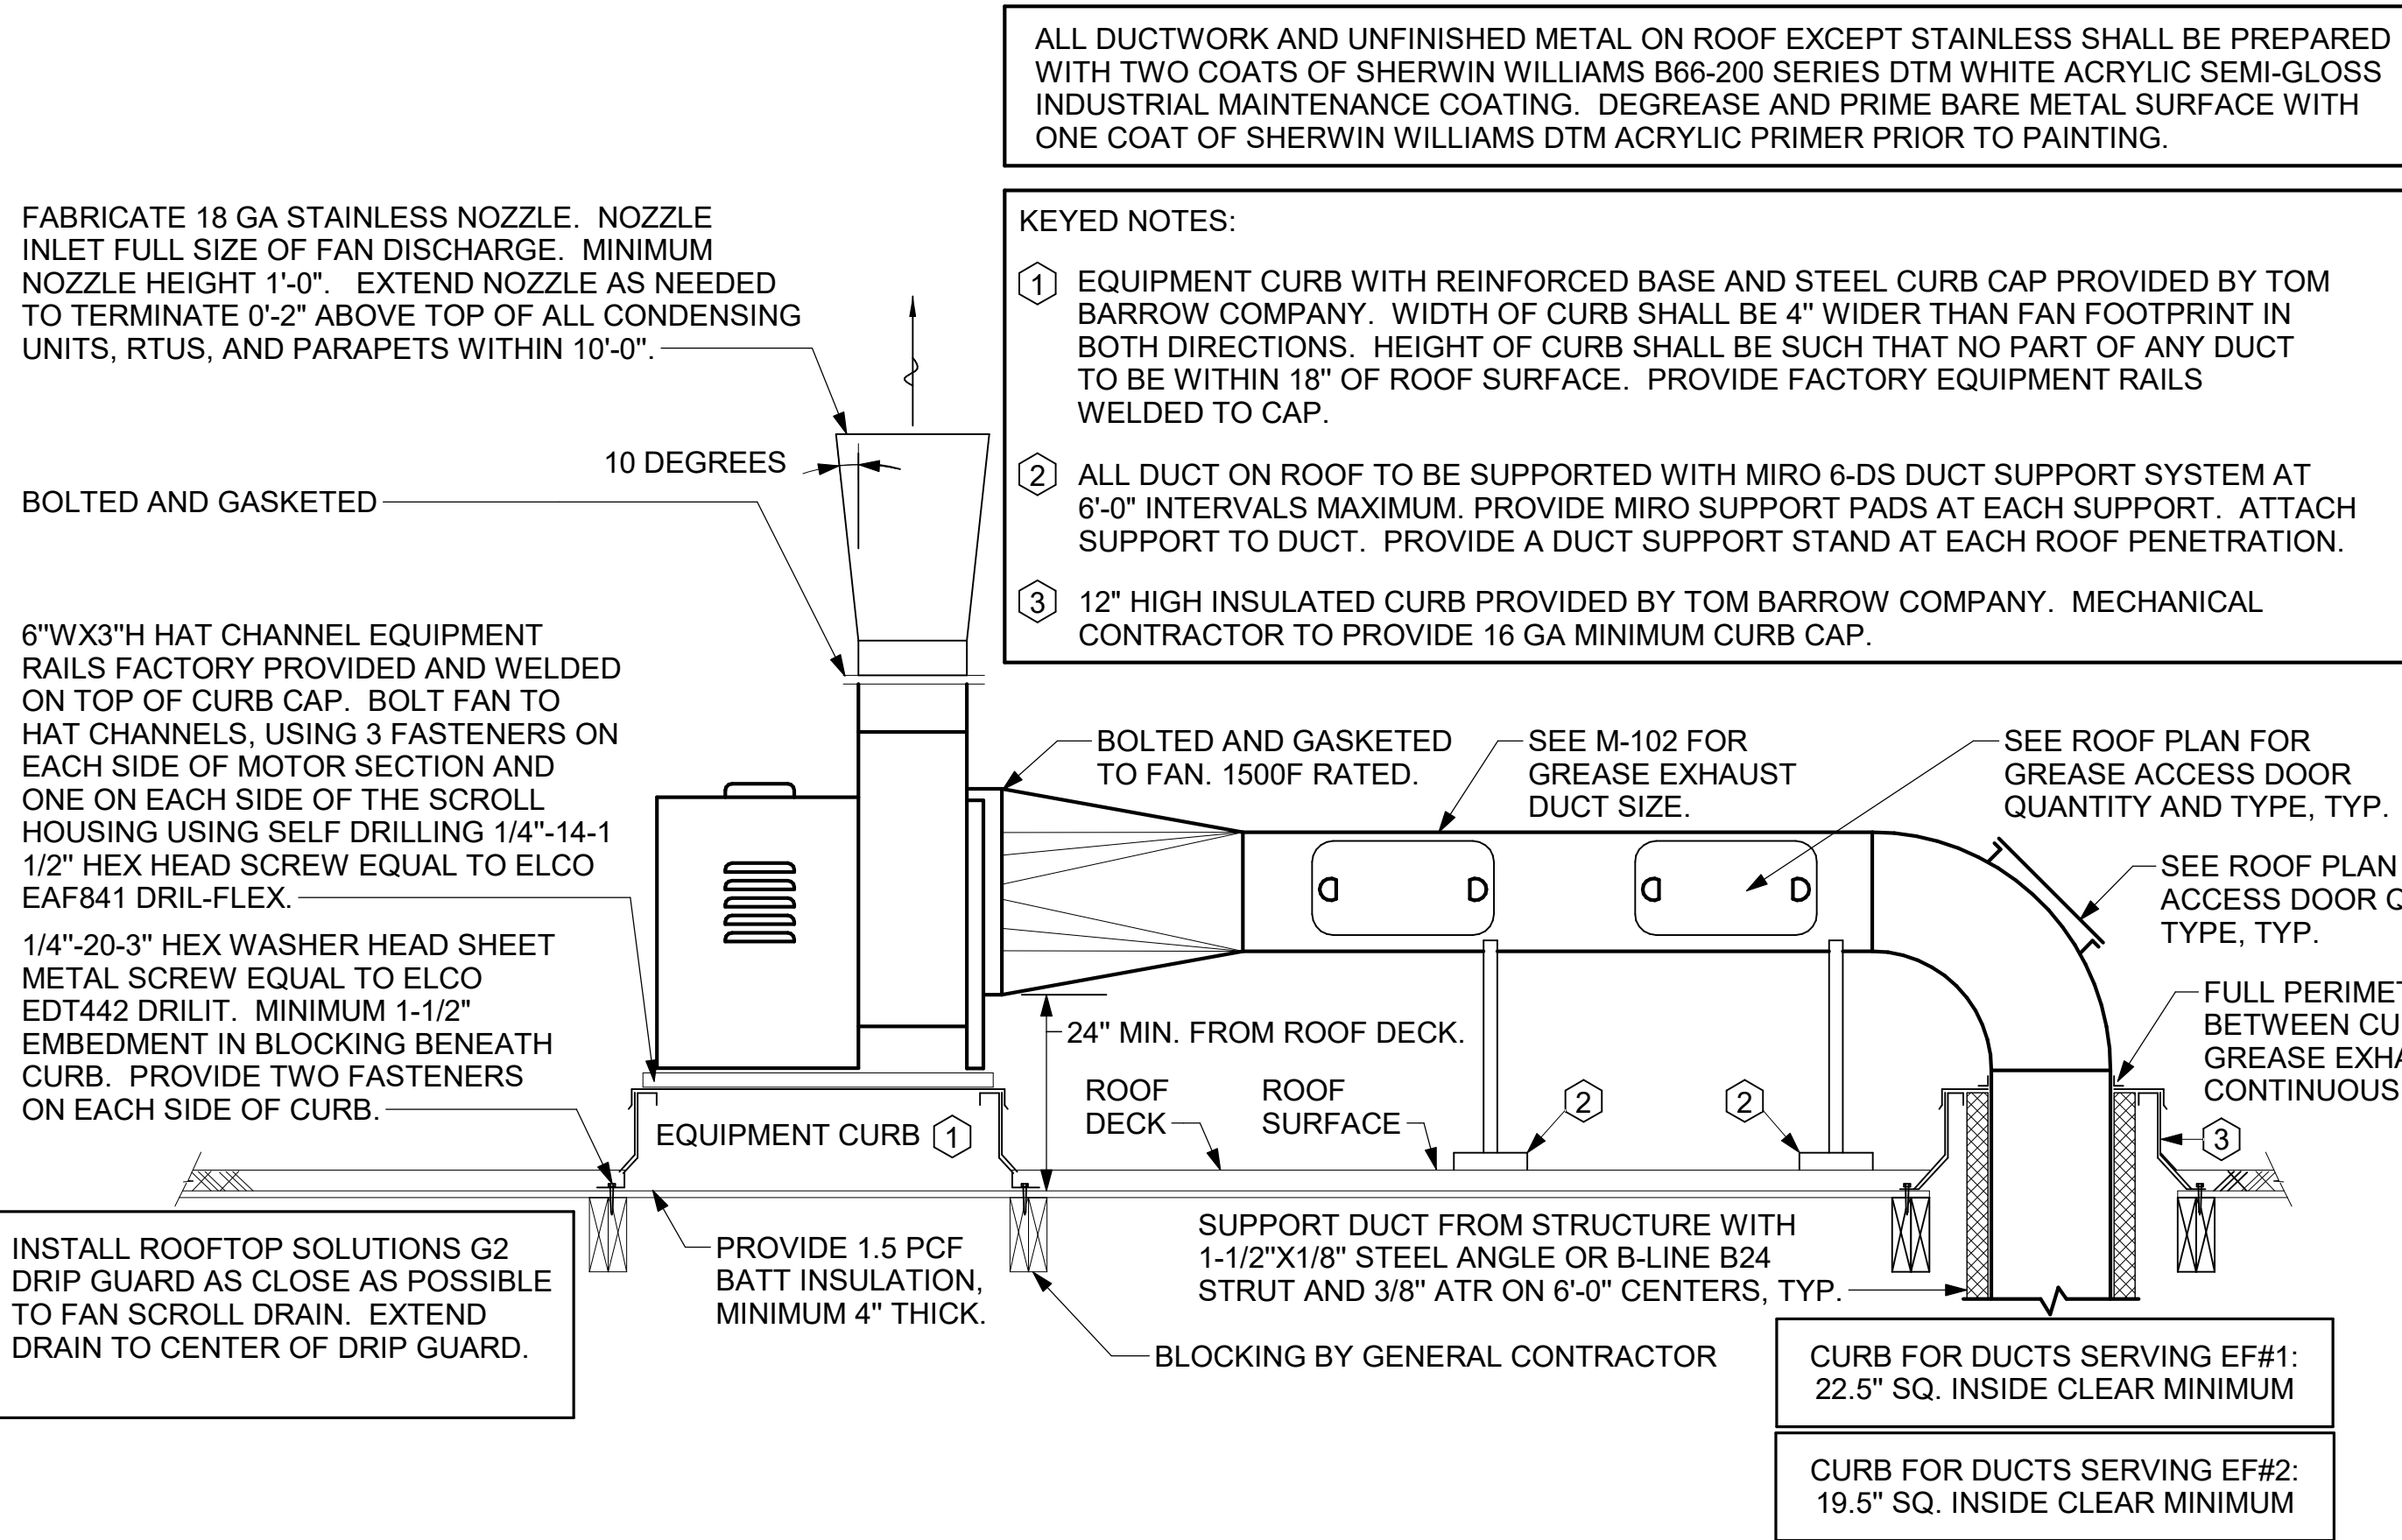 ALL DUCTWORK AND UNFINISHED METAL ON ROOF EXCEPT STAINLESS SHALL BE PREPARED
WITH TWO COATS OF SHERWIN WILLIAMS B66-200 SERIES DTM WHITE ACRYLIC SEMI-GLOSS
INDUSTRIAL MAINTENANCE COATING. DEGREASE AND PRIME BARE METAL SURFACE WITH
ONE COAT OF SHERWIN WILLIAMS DTM ACRYLIC PRIMER PRIOR TO PAINTING.
FABRICATE 18 GA STAINLESS NOZZLE. NOZZLE
INLET FULL SIZE OF FAN DISCHARGE. MINIMUM
NOZZLE HEIGHT 1'-0". EXTEND NOZZLE AS NEEDED
TO TERMINATE 0'-2" ABOVE TOP OF ALL CONDENSING
UNITS, RTUS, AND PARAPETS WITHIN 10'-0".
10 DEGREES
BOLTED AND GASKETED
KEYED NOTES:
1 EQUIPMENT CURB WITH REINFORCED BASE AND STEEL CURB CAP PROVIDED BY TOM
BARROW COMPANY. WIDTH OF CURB SHALL BE 4" WIDER THAN FAN FOOTPRINT IN
BOTH DIRECTIONS. HEIGHT OF CURB SHALL BE SUCH THAT NO PART OF ANY DUCT
TO BE WITHIN 18" OF ROOF SURFACE. PROVIDE FACTORY EQUIPMENT RAILS
WELDED TO CAP.
2 ALL DUCT ON ROOF TO BE SUPPORTED WITH MIRO 6-DS DUCT SUPPORT SYSTEM AT
6'-0" INTERVALS MAXIMUM. PROVIDE MIRO SUPPORT PADS AT EACH SUPPORT. ATTACH
SUPPORT TO DUCT. PROVIDE A DUCT SUPPORT STAND AT EACH ROOF PENETRATION.
3 12" HIGH INSULATED CURB PROVIDED BY TOM BARROW COMPANY. MECHANICAL
CONTRACTOR TO PROVIDE 16 GA MINIMUM CURB CAP.
6"WX3"H HAT CHANNEL EQUIPMENT
RAILS FACTORY PROVIDED AND WELDED
ON TOP OF CURB CAP. BOLT FAN TO
HAT CHANNELS, USING 3 FASTENERS ON
EACH SIDE OF MOTOR SECTION AND
ONE ON EACH SIDE OF THE SCROLL
HOUSING USING SELF DRILLING 1/4"-14-1
1/2" HEX HEAD SCREW EQUAL TO ELCO
EAF841 DRIL-FLEX.
1/4"-20-3" HEX WASHER HEAD SHEET
METAL SCREW EQUAL TO ELCO
EDT442 DRILIT. MINIMUM 1-1/2"
EMBEDMENT IN BLOCKING BENEATH
CURB. PROVIDE TWO FASTENERS
ON EACH SIDE OF CURB.
BOLTED AND GASKETED
TO FAN. 1500F RATED.
SEE M-102 FOR
GREASE EXHAUST
DUCT SIZE.
SEE ROOF PLAN FOR
GREASE ACCESS DOOR
QUANTITY AND TYPE, TYP.
SEE ROOF PLAN
ACCESS DOOR Q
TYPE, TYP.
FULL PERIMET
BETWEEN CU
GREASE EXHA
CONTINUOUS
24" MIN. FROM ROOF DECK.
ROOF
DECK
ROOF
SURFACE
2
2
3
EQUIPMENT CURB 1
INSTALL ROOFTOP SOLUTIONS G2
DRIP GUARD AS CLOSE AS POSSIBLE
TO FAN SCROLL DRAIN. EXTEND
DRAIN TO CENTER OF DRIP GUARD.
PROVIDE 1.5 PCF
BATT INSULATION,
MINIMUM 4" THICK.
SUPPORT DUCT FROM STRUCTURE WITH
1-1/2"X1/8" STEEL ANGLE OR B-LINE B24
STRUT AND 3/8" ATR ON 6'-0" CENTERS, TYP.
BLOCKING BY GENERAL CONTRACTOR
CURB FOR DUCTS SERVING EF#1:
22.5" SQ. INSIDE CLEAR MINIMUM
CURB FOR DUCTS SERVING EF#2:
19.5" SQ. INSIDE CLEAR MINIMUM